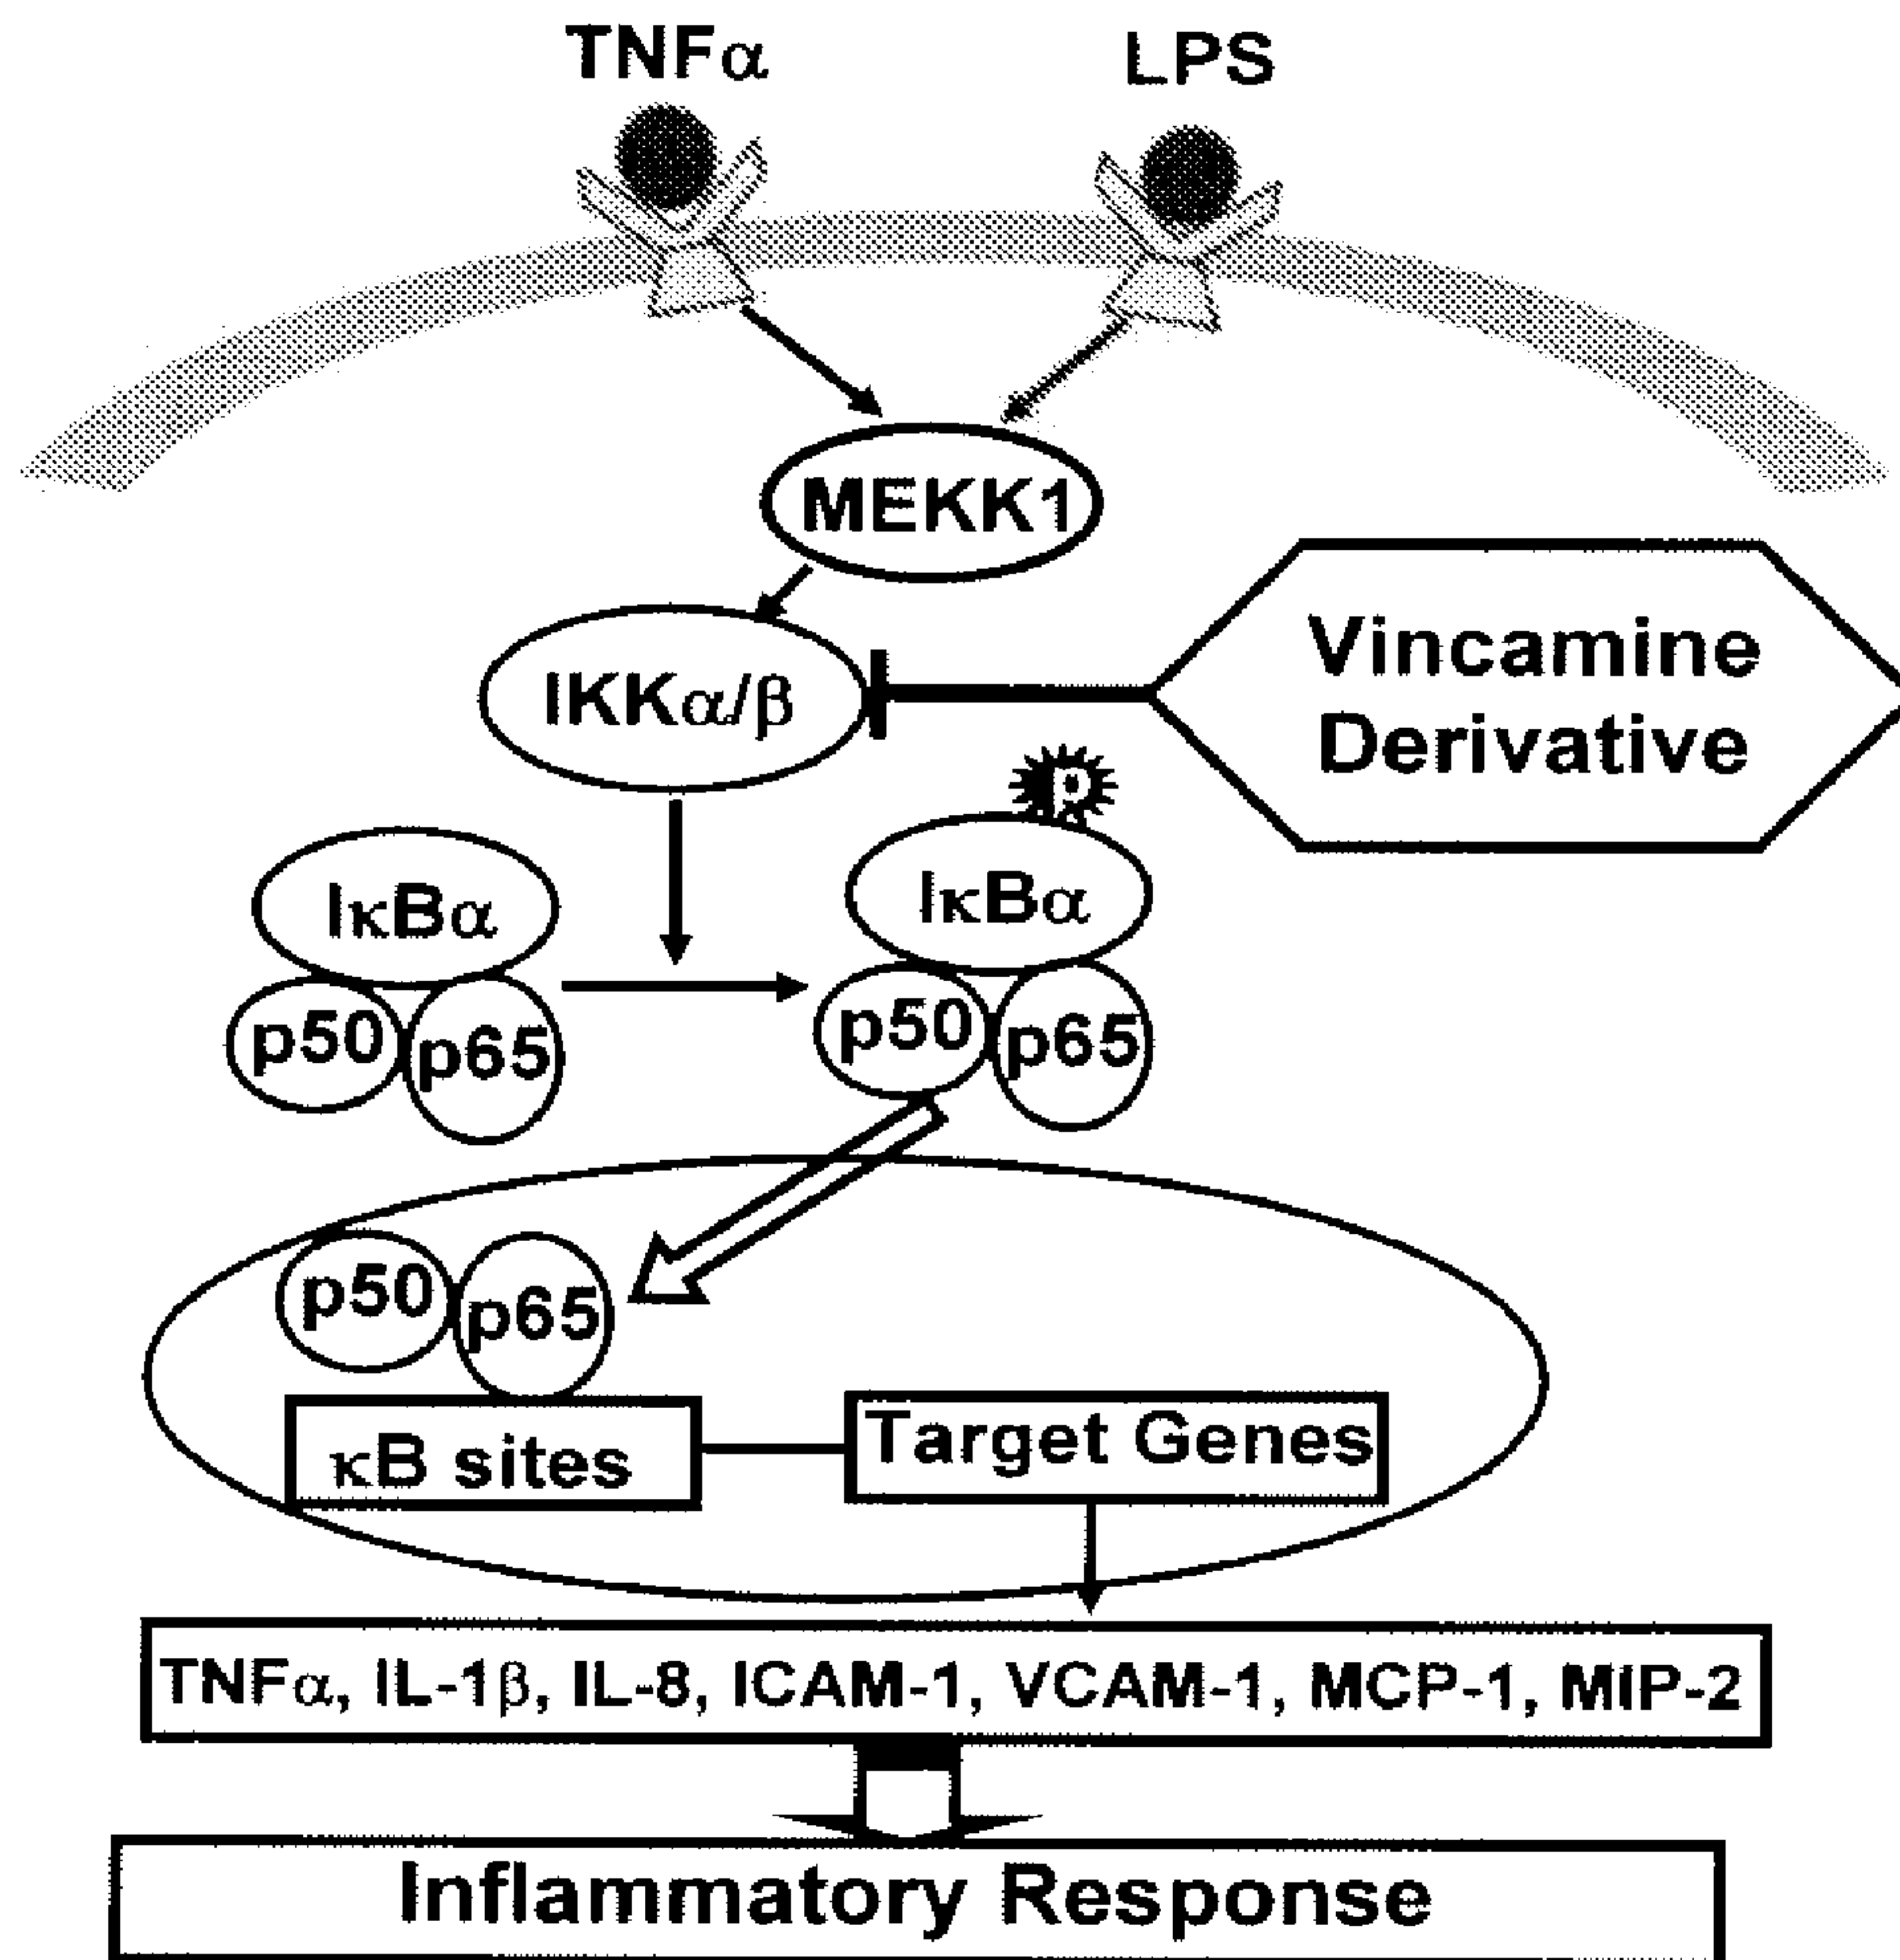 TNFα
LPS
MEKK1
IKKα/β
Vincamine
Derivative
P
IκBα
p50
p65
IκBα
p50
p65
p50
p65
κB sites
Target Genes
TNFα, IL-1β, IL-8, ICAM-1, VCAM-1, MCP-1, MIP-2
Inflammatory Response